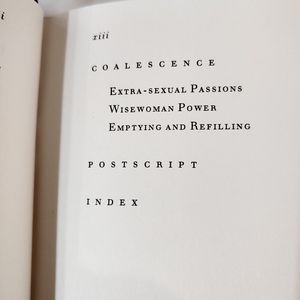 i
xiii
COALESCENCE
EXTRA-SEXUAL PASSIONS
WISEWOMAN POWER
EMPTYING AND REFILLING
POSTSCRIPT
INDEX